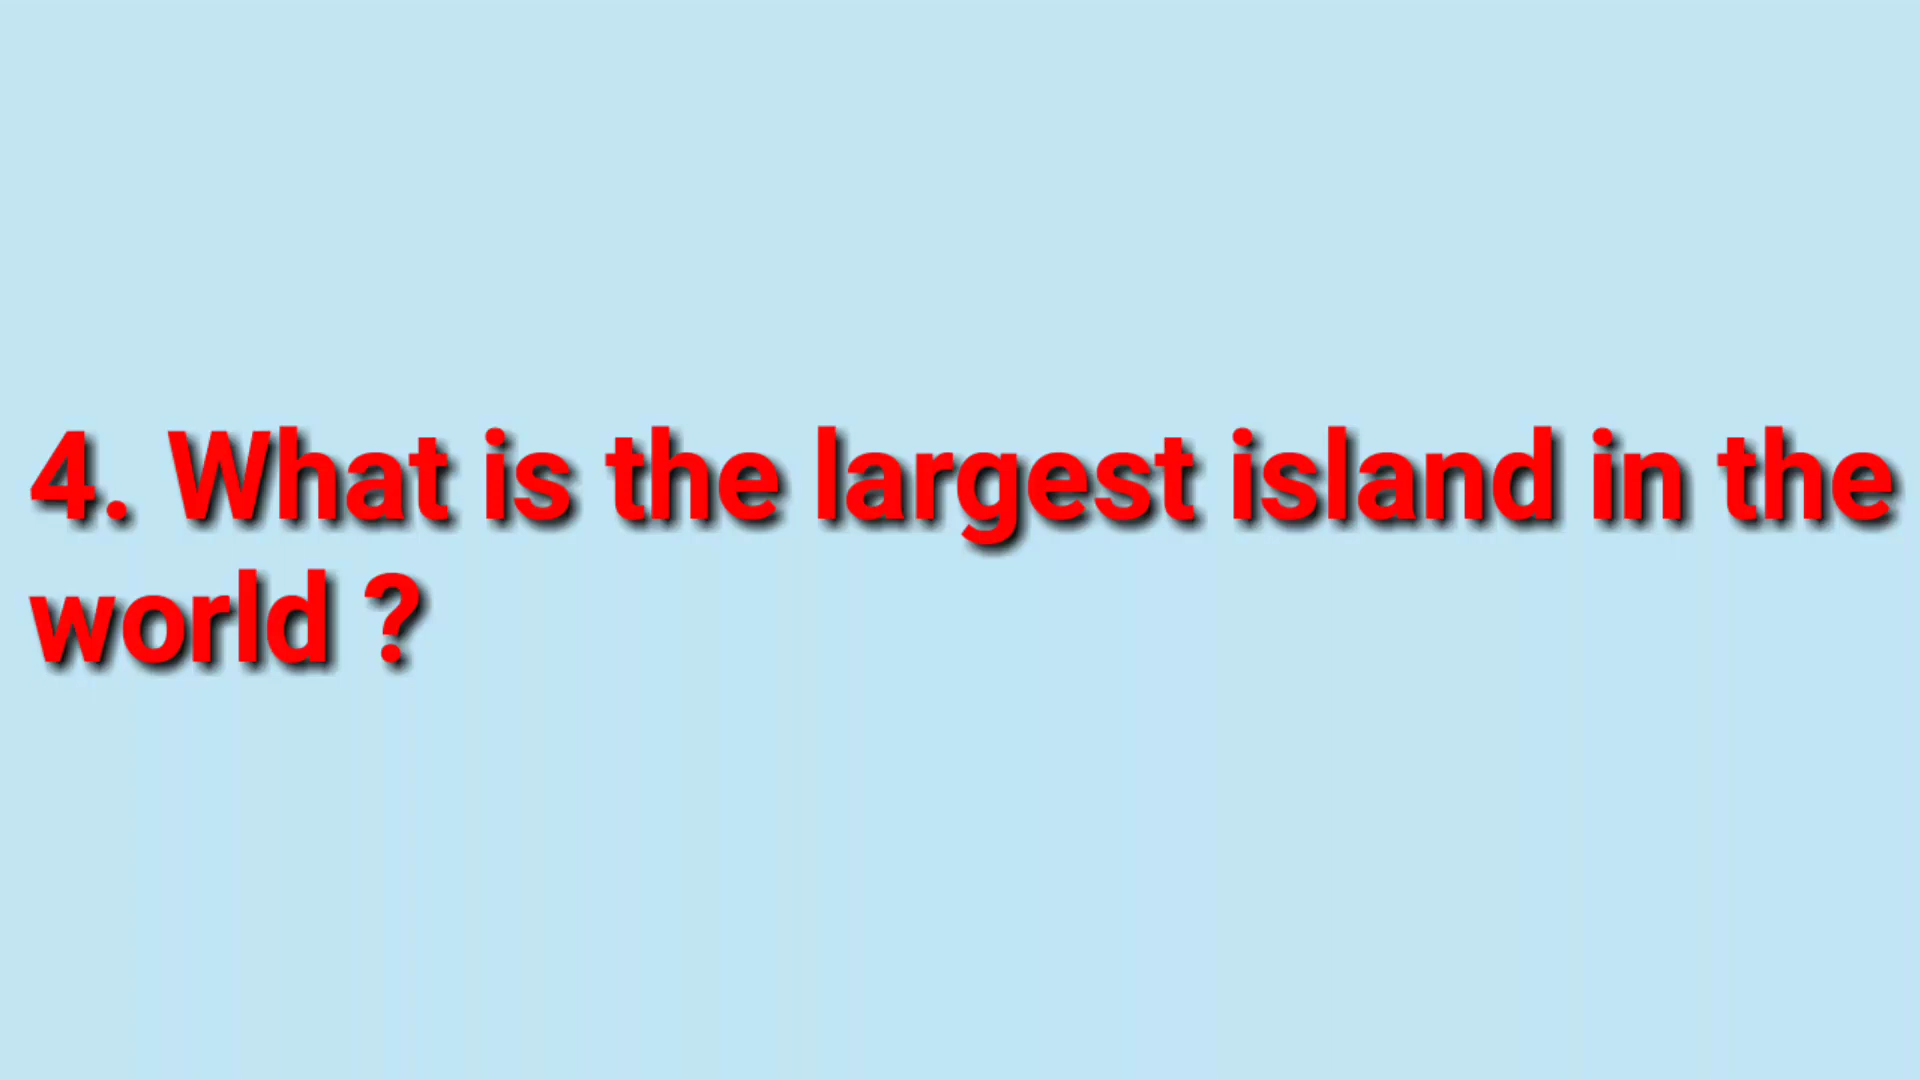 4. What is the largest island in the
world ?